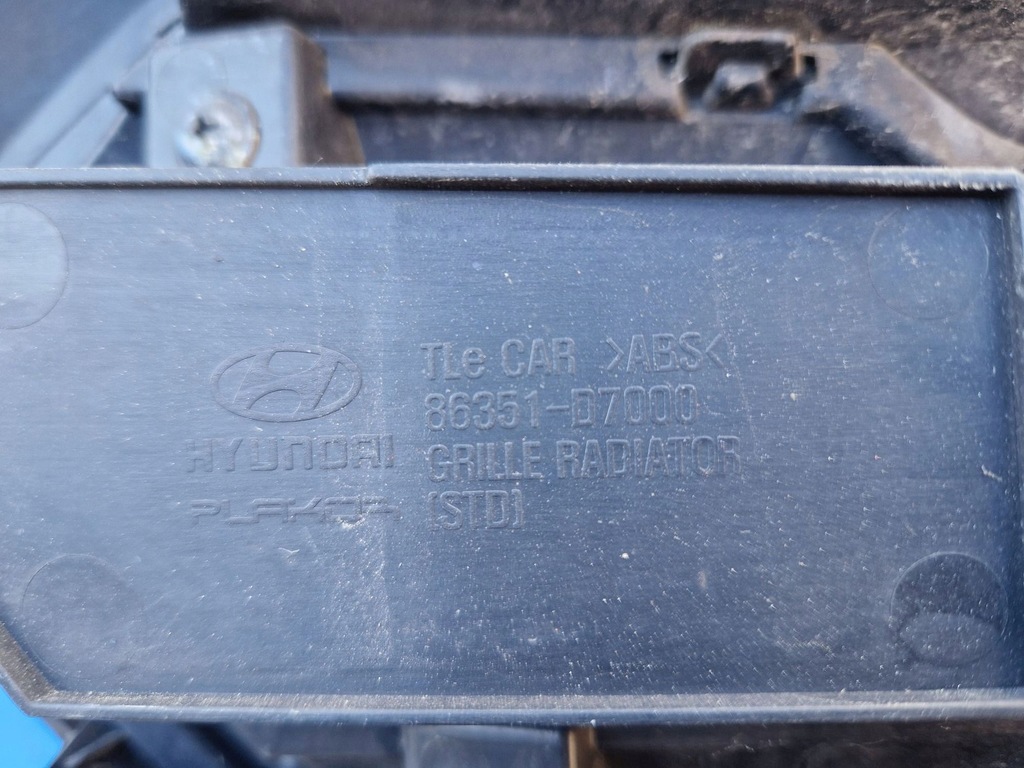 TLe CAR >ABS<
86351-D7000
HYUNDAI GRILLE RADIATOR
PLAKOR (STD)